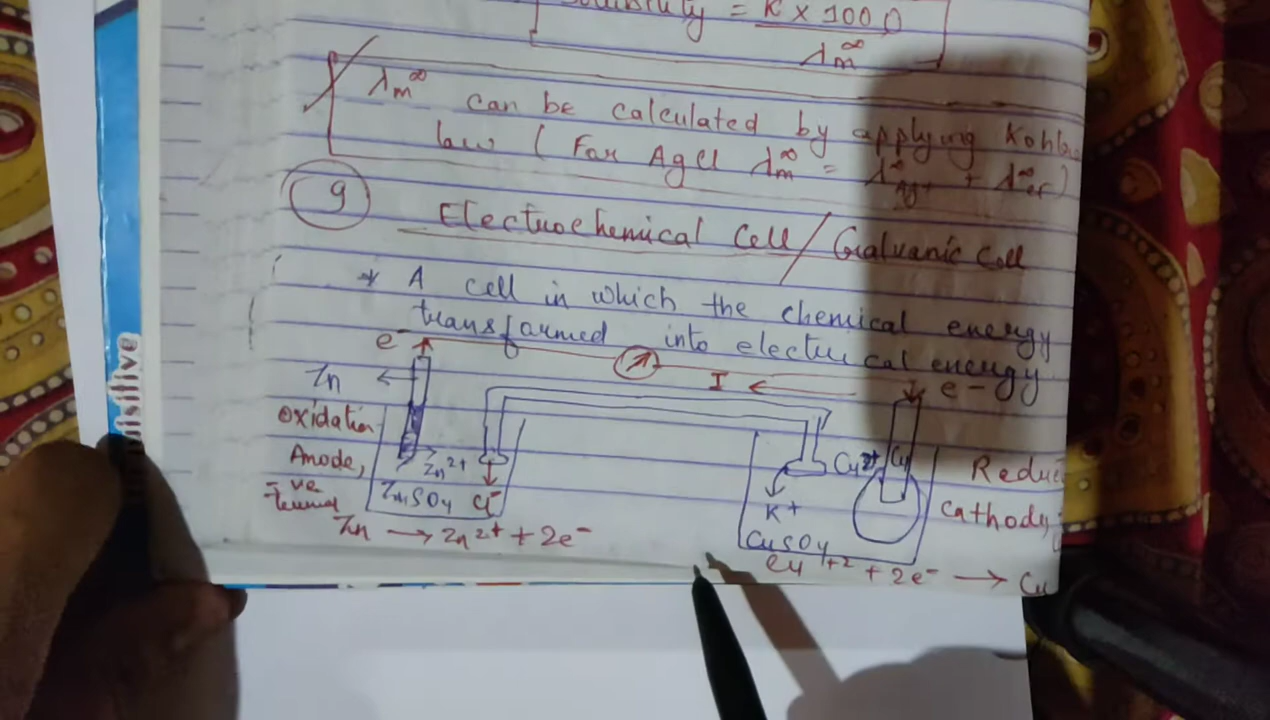 = K × 1000
λm∞
λm∞ can be calculated by applying Kohlr
law ( For AgCl λm∞ = λ∞Ag+ + λ∞Cl-)
9
Electrochemical Cell/Galvanic Cell
* A cell in which the chemical energy
transformed into electrical energy
e-
I ←
e-
Zn
oxidation
Anode,
-ve
terminal
Zn2+
ZnSO4
Cl-
Zn → Zn2+ + 2e-
K+
CuSO4
Cu2+
Cu
Reduc
Cathode,
Cu+2 + 2e- → Cu